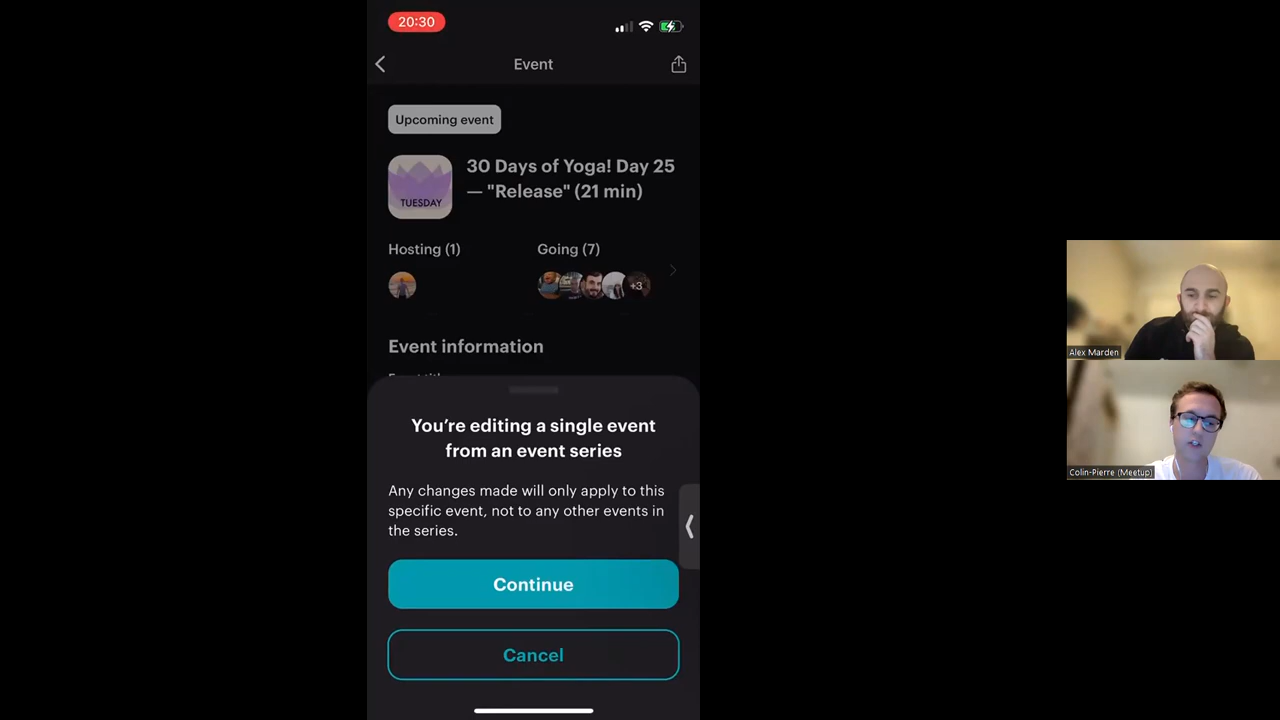 20:30
Event
Upcoming event
30 Days of Yoga! Day 25
— "Release" (21 min)
TUESDAY
Hosting (1)
Going (7)
+3
Event information
You’re editing a single event
from an event series
Any changes made will only apply to this
specific event, not to any other events in
the series.
Continue
Cancel
Alex Marden
Colin-Pierre (Meetup)